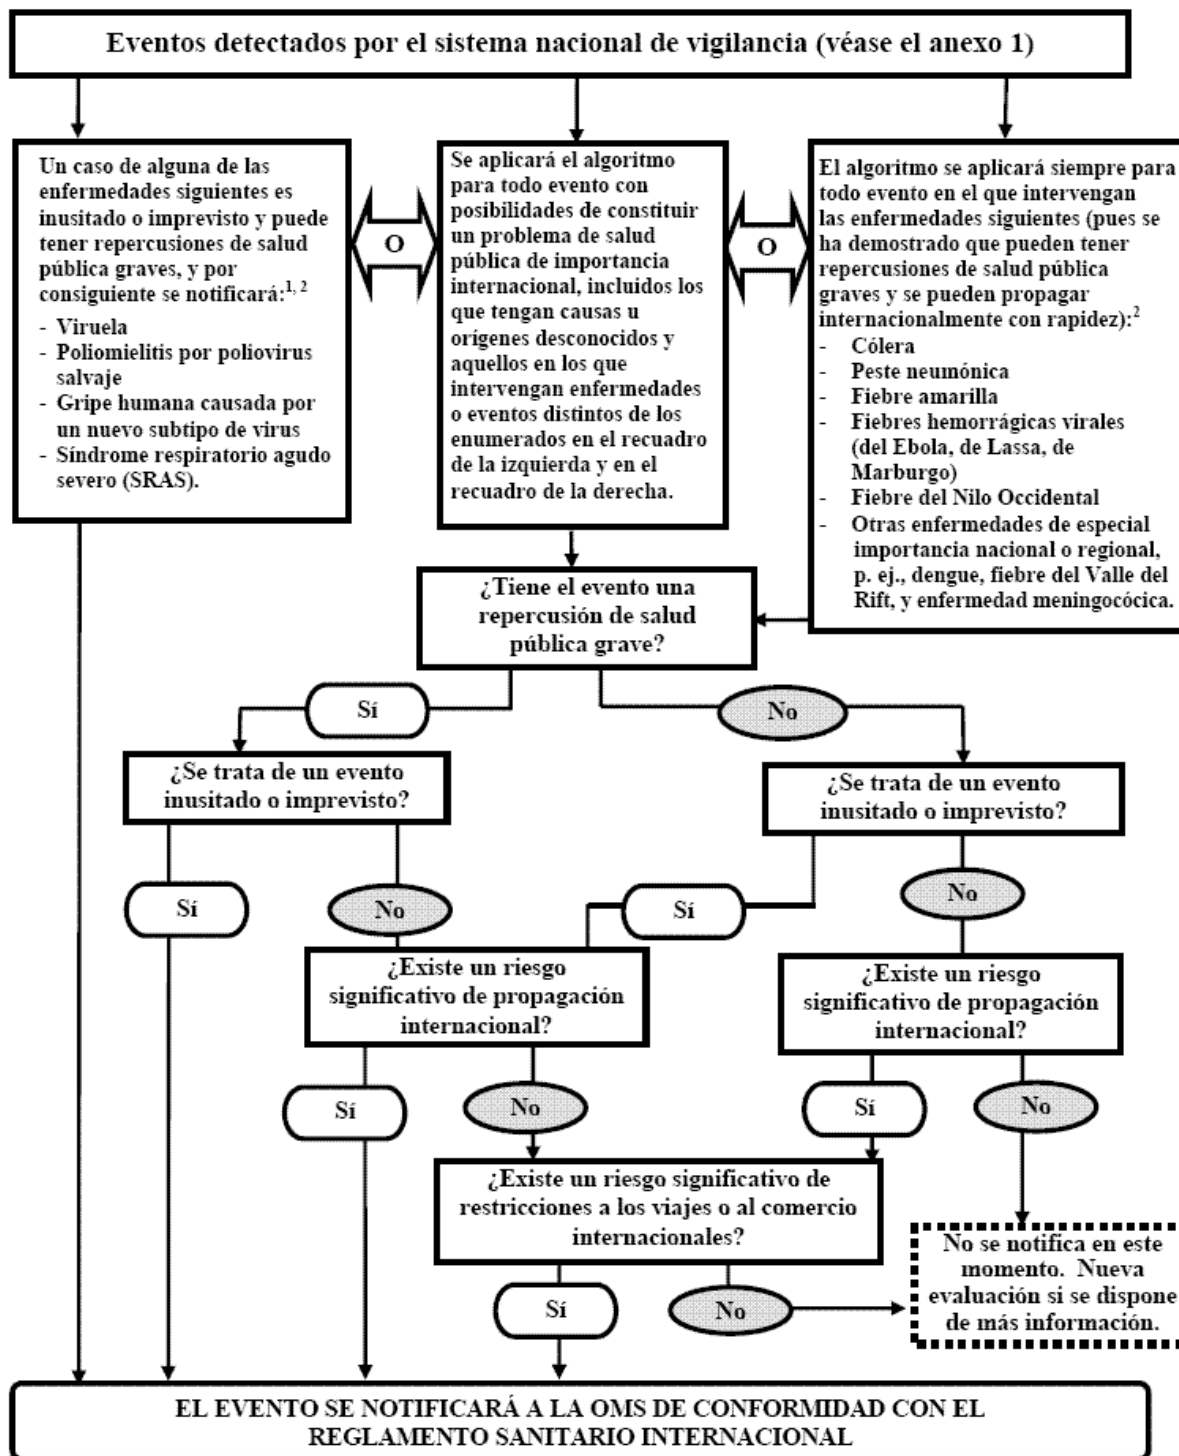 Eventos detectados por el sistema nacional de vigilancia (véase el anexo 1)
Un caso de alguna de las
enfermedades siguientes es
inusitado o imprevisto y puede
tener repercusiones de salud
pública graves, y por
consiguiente se notificará:1, 2
- Viruela
- Poliomielitis por poliovirus
salvaje
- Gripe humana causada por
un nuevo subtipo de virus
- Síndrome respiratorio agudo
severo (SRAS).
O
Se aplicará el algoritmo
para todo evento con
posibilidades de constituir
un problema de salud
pública de importancia
internacional, incluidos los
que tengan causas u
orígenes desconocidos y
aquellos en los que
intervengan enfermedades
o eventos distintos de los
enumerados en el recuadro
de la izquierda y en el
recuadro de la derecha.
O
El algoritmo se aplicará siempre para
todo evento en el que intervengan
las enfermedades siguientes (pues se
ha demostrado que pueden tener
repercusiones de salud pública
graves y se pueden propagar
internacionalmente con rapidez):2
- Cólera
- Peste neumónica
- Fiebre amarilla
- Fiebres hemorrágicas virales
(del Ebola, de Lassa, de
Marburgo)
- Fiebre del Nilo Occidental
- Otras enfermedades de especial
importancia nacional o regional,
p. ej., dengue, fiebre del Valle del
Rift, y enfermedad meningocócica.
¿Tiene el evento una
repercusión de salud
pública grave?
Sí
No
¿Se trata de un evento
inusitado o imprevisto?
¿Se trata de un evento
inusitado o imprevisto?
Sí
No
Sí
No
¿Existe un riesgo
significativo de propagación
internacional?
¿Existe un riesgo
significativo de propagación
internacional?
Sí
No
Sí
No
¿Existe un riesgo significativo de
restricciones a los viajes o al comercio
internacionales?
No se notifica en este
momento. Nueva
evaluación si se dispone
de más información.
Sí
No
EL EVENTO SE NOTIFICARÁ A LA OMS DE CONFORMIDAD CON EL
REGLAMENTO SANITARIO INTERNACIONAL